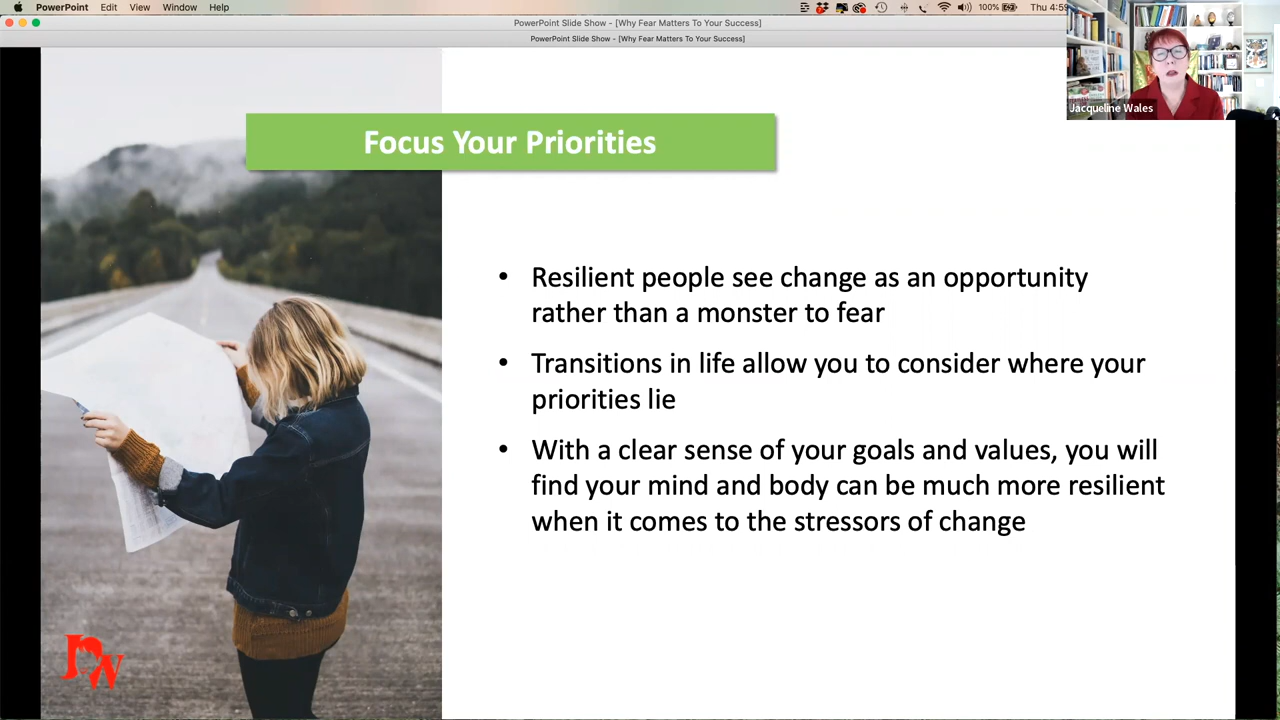 PowerPoint Edit View Window Help 100% Thu 4:59
PowerPoint Slide Show - [Why Fear Matters To Your Success]
PowerPoint Slide Show - [Why Fear Matters To Your Success]
Jacqueline Wales
Focus Your Priorities
• Resilient people see change as an opportunity
rather than a monster to fear
• Transitions in life allow you to consider where your
priorities lie
• With a clear sense of your goals and values, you will
find your mind and body can be much more resilient
when it comes to the stressors of change